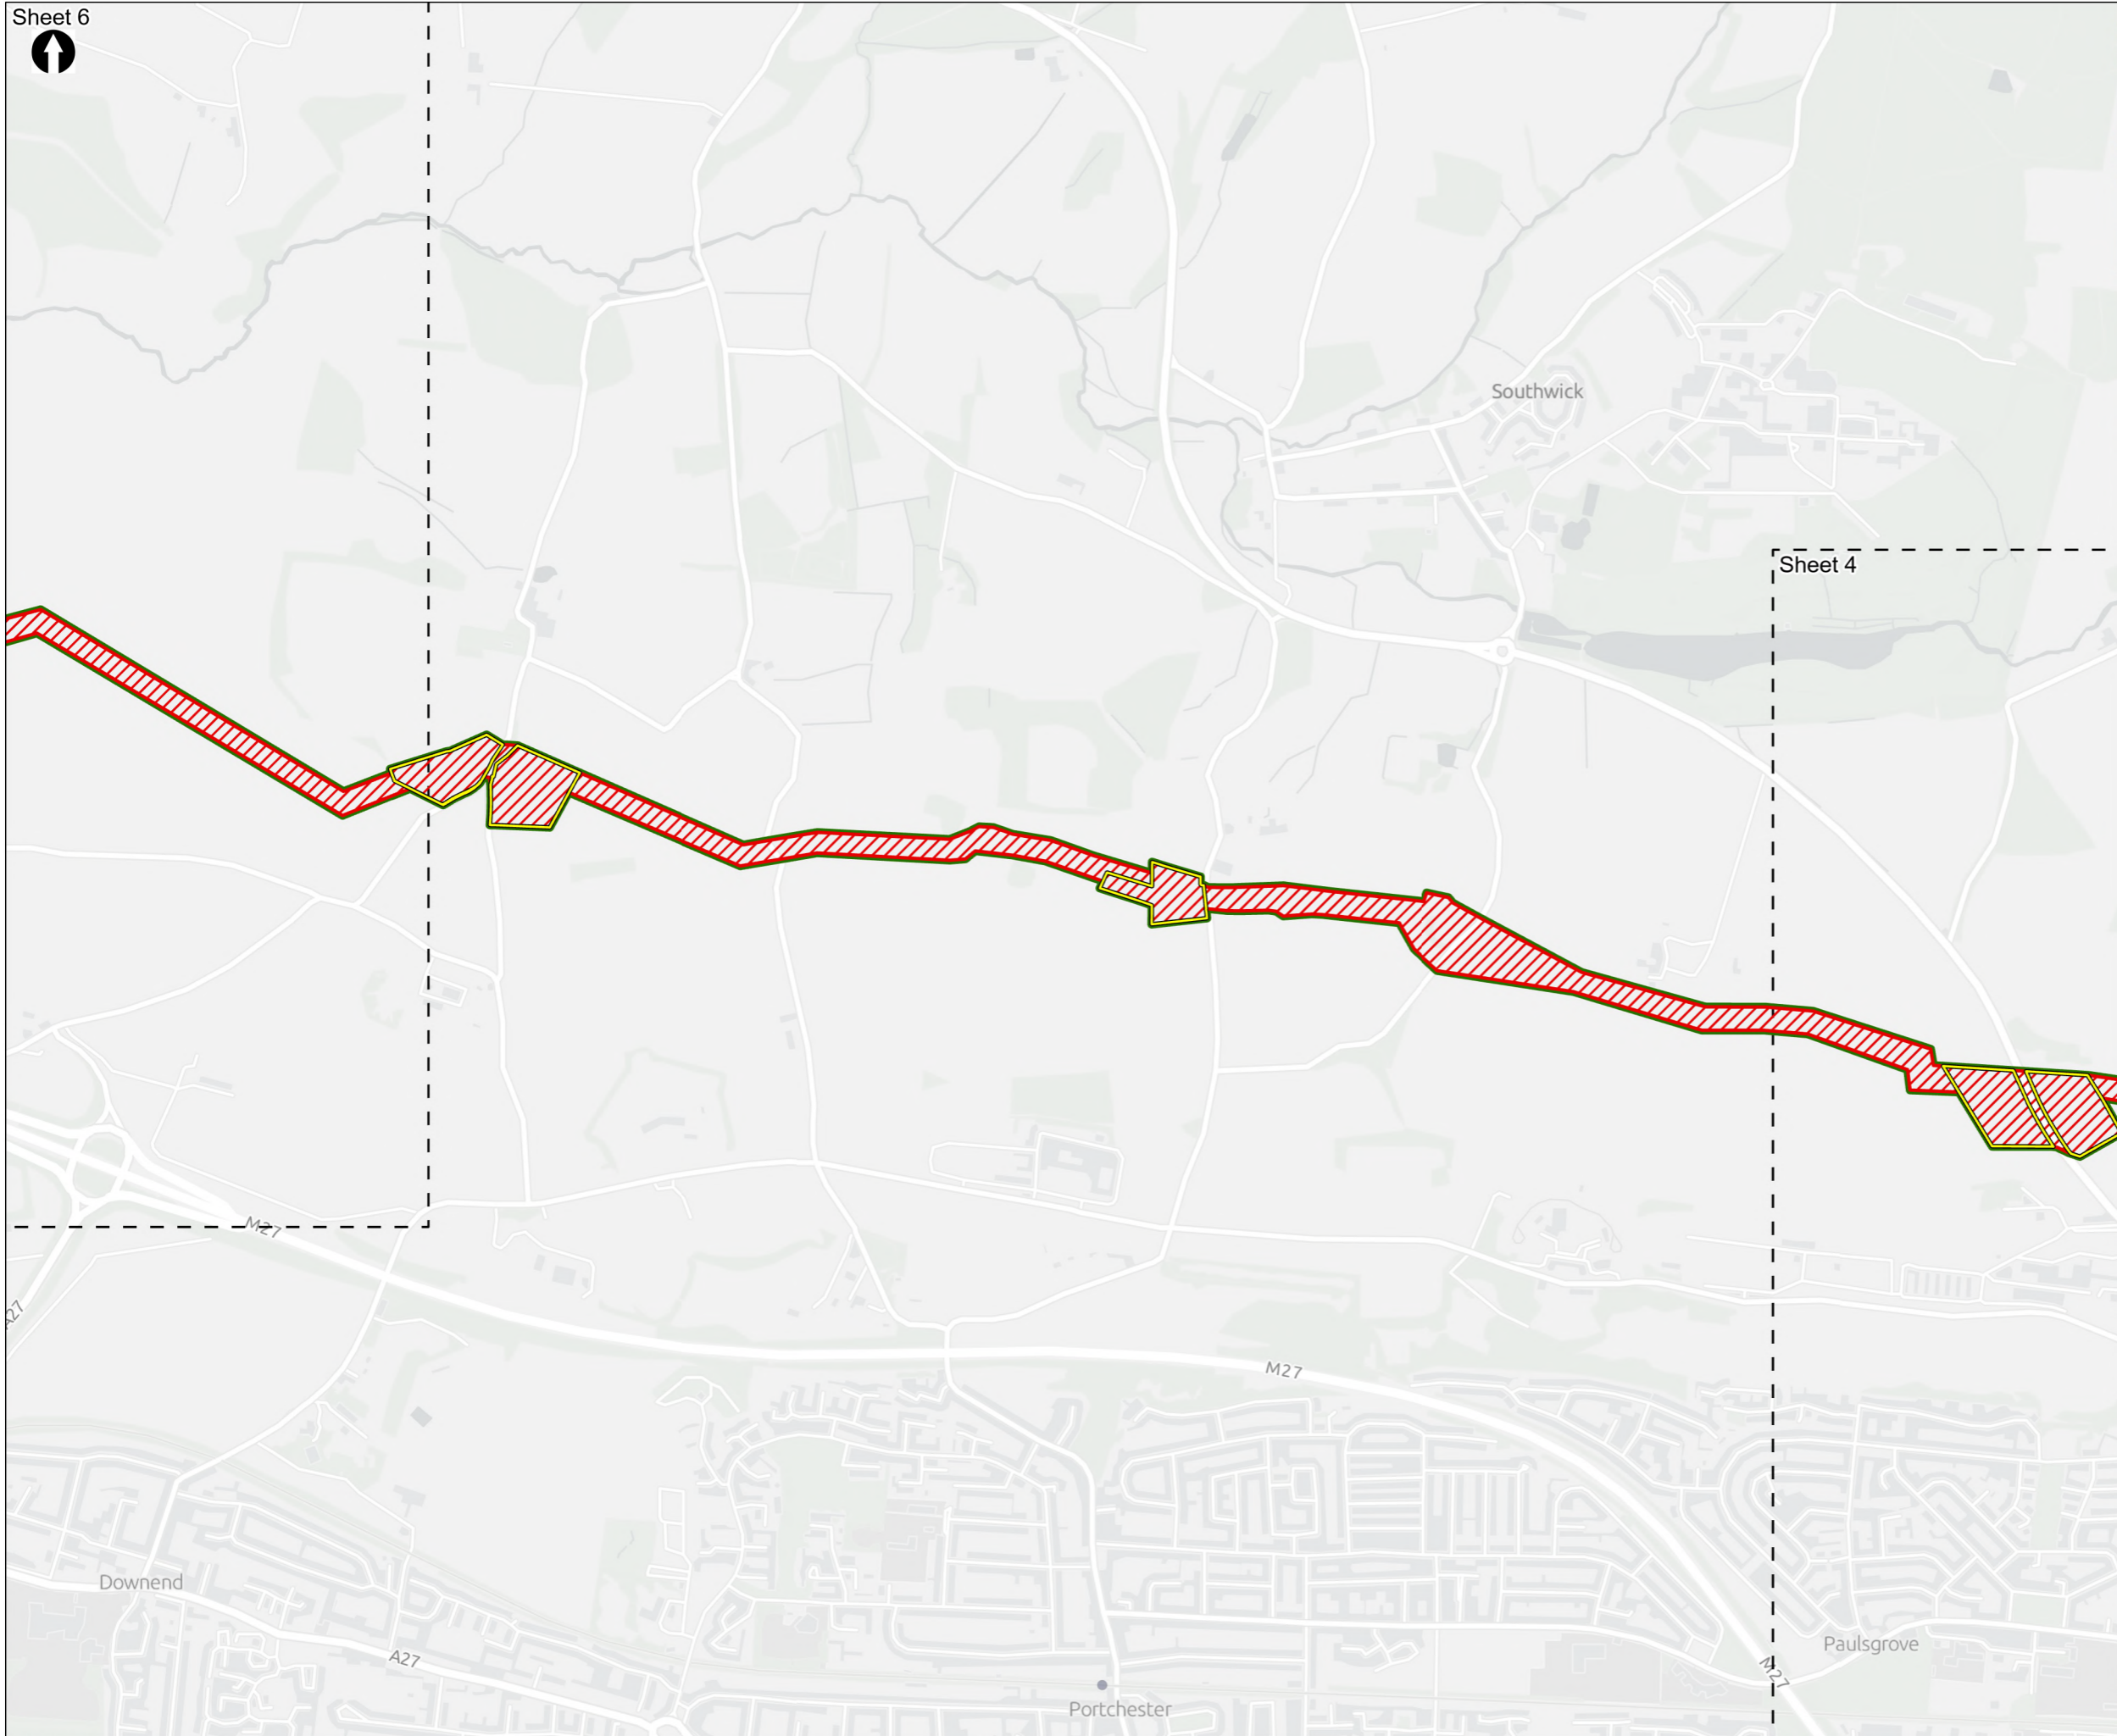 Sheet 6
Southwick
Sheet 4
M27
A27
M27
Downend
Paulsgrove
A27
M27
Portchester